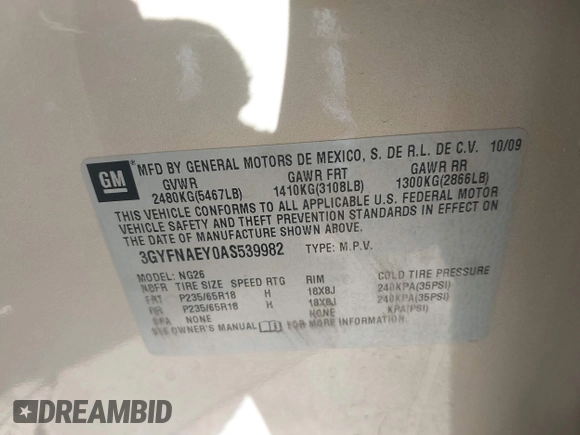 GM
MFD BY GENERAL MOTORS DE MEXICO, S. DE R.L. DE C.V. 10/09
GVWR GAWR FRT GAWR RR
2480KG(5467LB) 1410KG(3108LB) 1300KG(2866LB)
THIS VEHICLE CONFORMS TO ALL APPLICABLE U.S. FEDERAL MOTOR
VEHICLE SAFETY AND THEFT PREVENTION STANDARDS IN EFFECT ON
THE DATE OF MANUFACTURE SHOWN ABOVE.
3GYFNAEY0AS539982 TYPE: M.P.V.
MODEL: NG26
NBFR TIRE SIZE SPEED RTG RIM COLD TIRE PRESSURE
FRT P235/65R18 H 18X8J 240KPA(35PSI)
RR P235/65R18 H 18X8J 240KPA(35PSI)
SPA NONE NONE KPA(PSI)
SEE OWNER'S MANUAL FOR MORE INFORMATION
DREAMBID